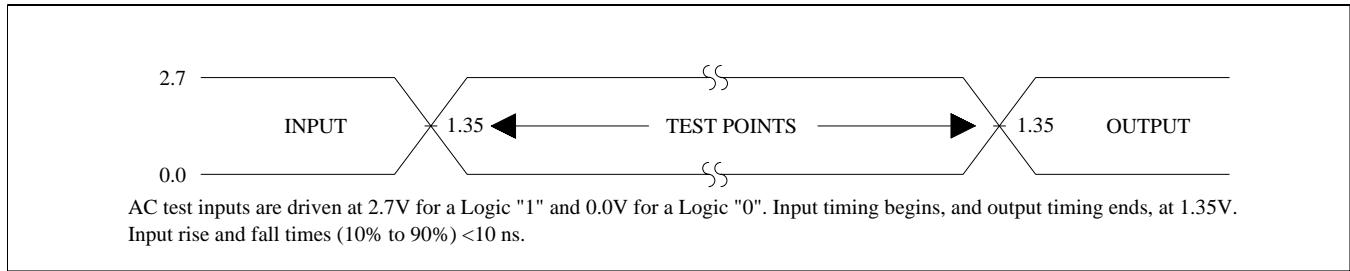 2.7
INPUT 1.35 TEST POINTS 1.35 OUTPUT
0.0
AC test inputs are driven at 2.7V for a Logic "1" and 0.0V for a Logic "0". Input timing begins, and output timing ends, at 1.35V.
Input rise and fall times (10% to 90%) <10 ns.